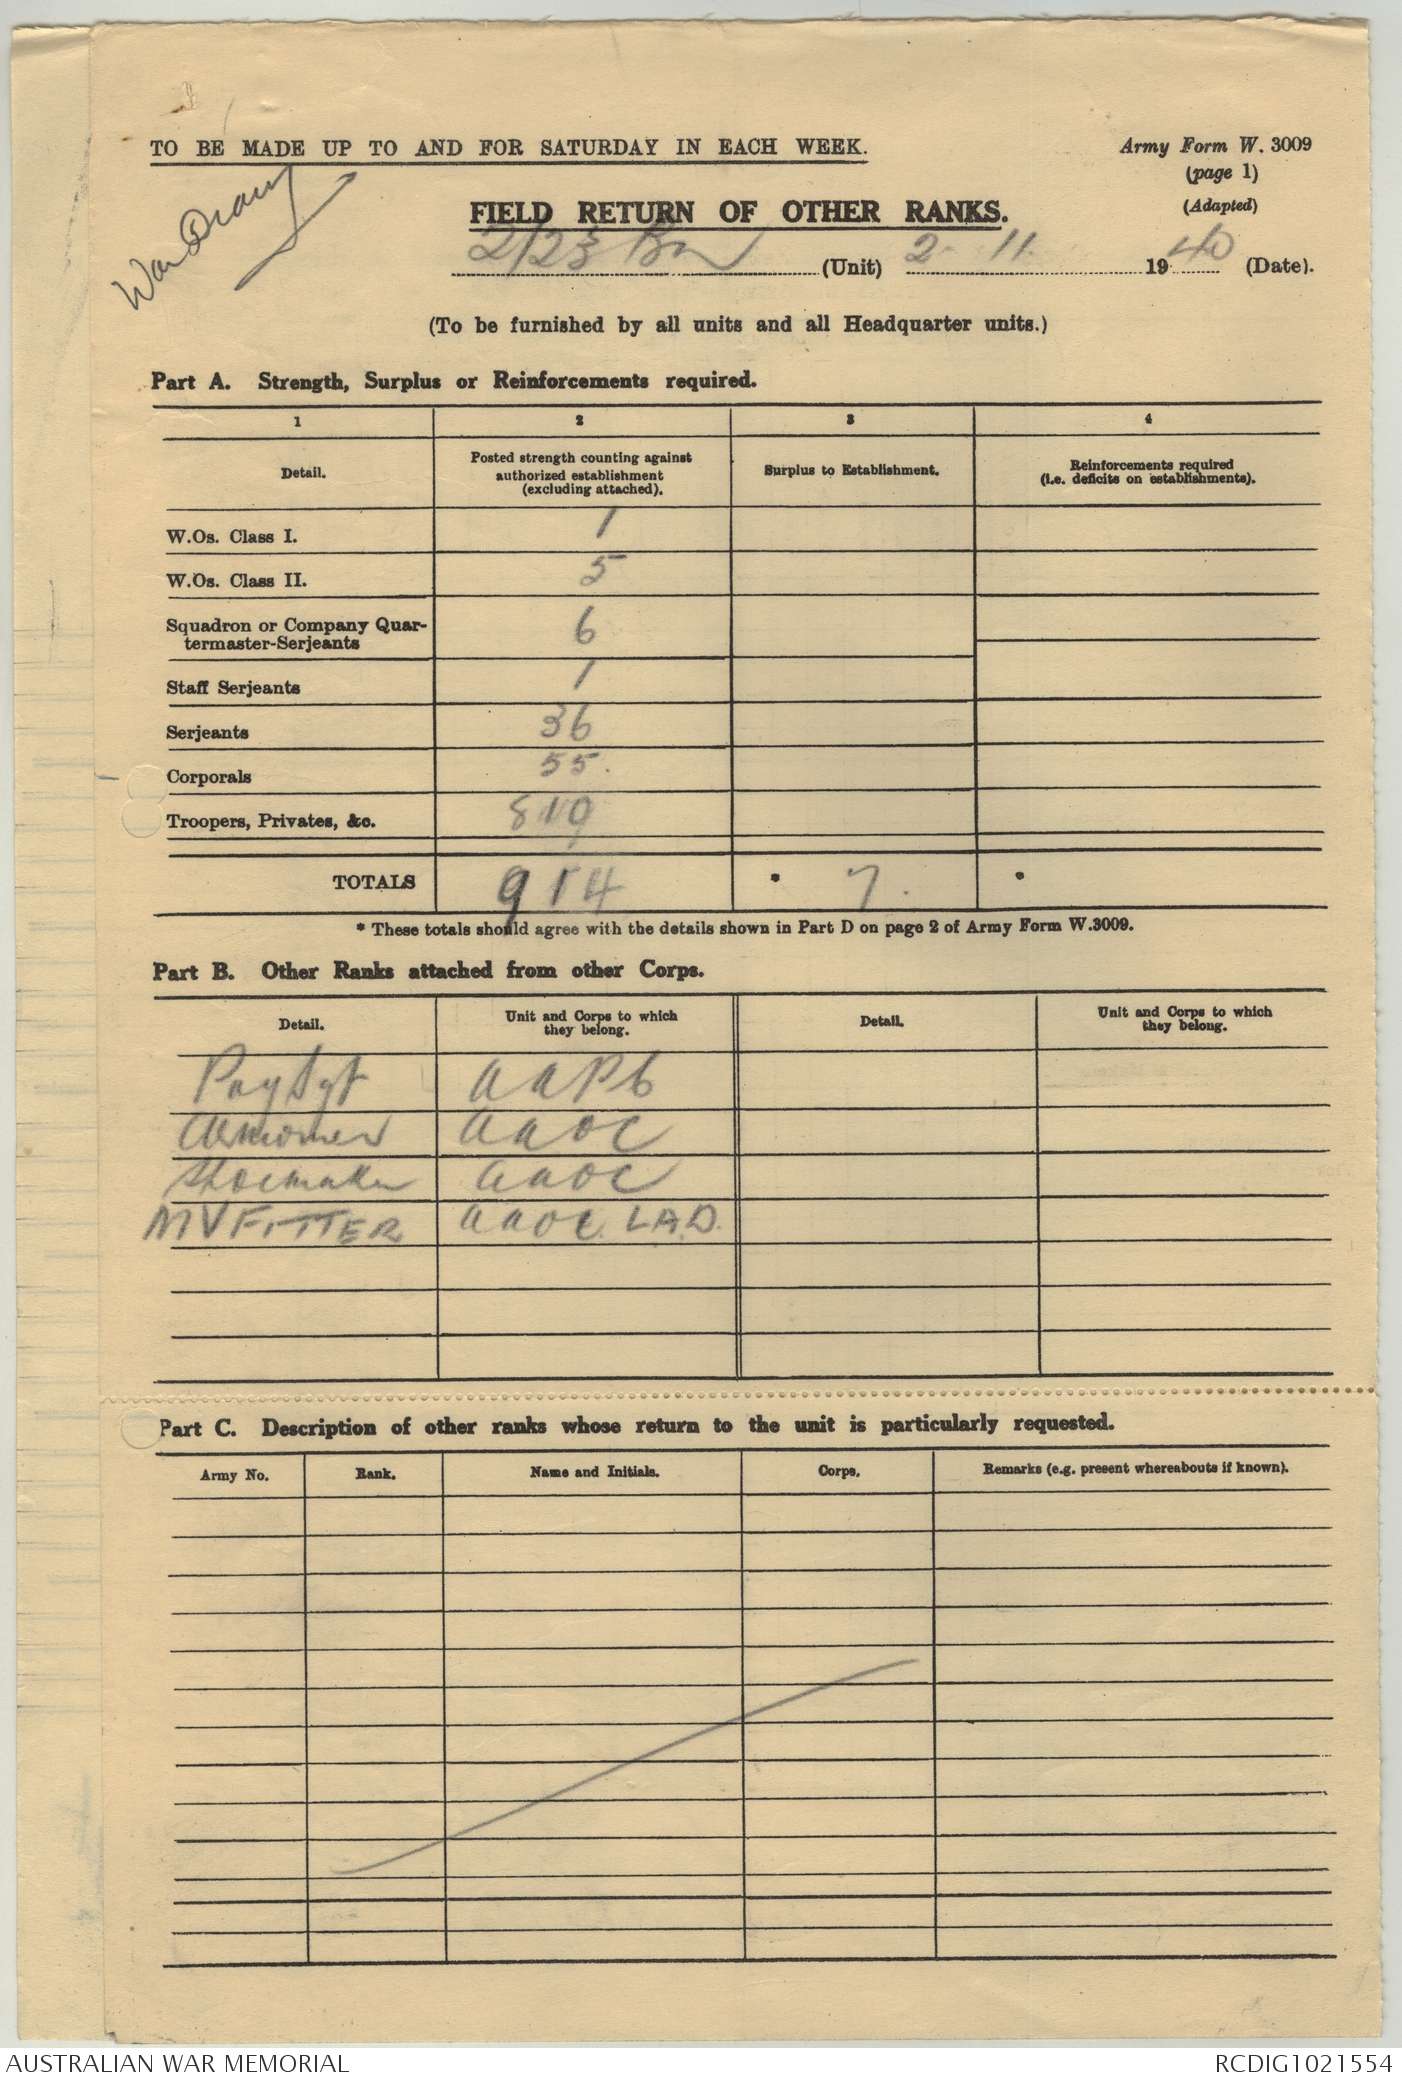 TO BE MADE UP TO AND FOR SATURDAY IN EACH WEEK.
Army Form W. 3009
(page 1)
(Adapted)
War Diary
FIELD RETURN OF OTHER RANKS.
2/23 Bn (Unit) 2 - 11. 1940 (Date).
(To be furnished by all units and all Headquarter units.)
Part A. Strength, Surplus or Reinforcements required.
1 2 3 4
Detail. Posted strength counting against authorized establishment (excluding attached). Surplus to Establishment. Reinforcements required (i.e. deficits on establishments).
W.Os. Class I. 1
W.Os. Class II. 5
Squadron or Company Quar-
termaster-Serjeants 6
Staff Serjeants 1
Serjeants 36
Corporals 55.
Troopers, Privates, &c. 810
TOTALS 914 * 7. *
* These totals should agree with the details shown in Part D on page 2 of Army Form W.3009.
Part B. Other Ranks attached from other Corps.
Detail. Unit and Corps to which they belong. Detail. Unit and Corps to which they belong.
Pay Sgt AAPC
Armourer AAOC
Shoemaker AAOC
MV FITTER AAOC. L.A.D.
Part C. Description of other ranks whose return to the unit is particularly requested.
Army No. Rank. Name and Initials. Corps. Remarks (e.g. present whereabouts if known).
AUSTRALIAN WAR MEMORIAL RCDIG1021554